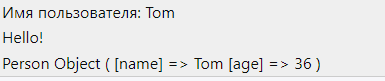 Имя пользователя: Tom
Hello!
Person Object ( [name] => Tom [age] => 36 )